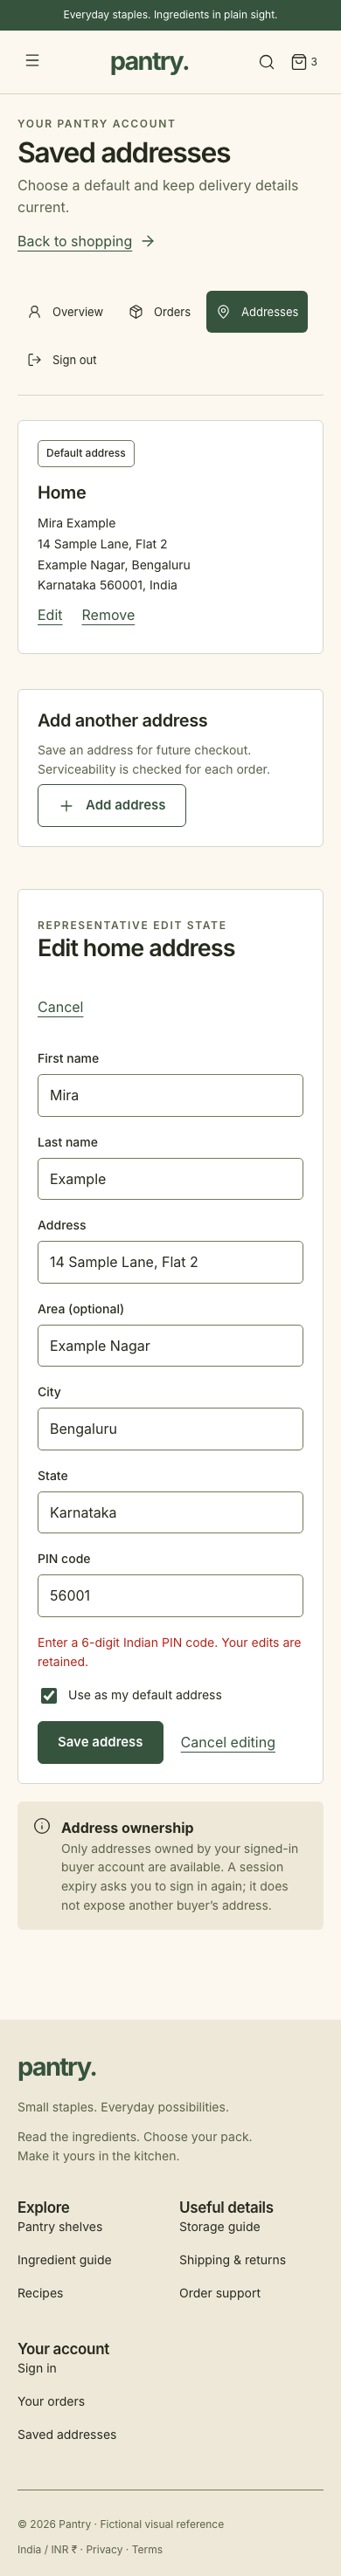 Everyday staples. Ingredients in plain sight.
pantry.
3
YOUR PANTRY ACCOUNT
Saved addresses
Choose a default and keep delivery details
current.
Back to shopping
Overview
Orders
Addresses
Sign out
Default address
Home
Mira Example
14 Sample Lane, Flat 2
Example Nagar, Bengaluru
Karnataka 560001, India
Edit
Remove
Add another address
Save an address for future checkout.
Serviceability is checked for each order.
Add address
REPRESENTATIVE EDIT STATE
Edit home address
Cancel
First name
Mira
Last name
Example
Address
14 Sample Lane, Flat 2
Area (optional)
Example Nagar
City
Bengaluru
State
Karnataka
PIN code
56001
Enter a 6-digit Indian PIN code. Your edits are
retained.
Use as my default address
Save address
Cancel editing
Address ownership
Only addresses owned by your signed-in
buyer account are available. A session
expiry asks you to sign in again; it does
not expose another buyer’s address.
pantry.
Small staples. Everyday possibilities.
Read the ingredients. Choose your pack.
Make it yours in the kitchen.
Explore
Pantry shelves
Ingredient guide
Recipes
Useful details
Storage guide
Shipping & returns
Order support
Your account
Sign in
Your orders
Saved addresses
© 2026 Pantry · Fictional visual reference
India / INR ₹ · Privacy · Terms